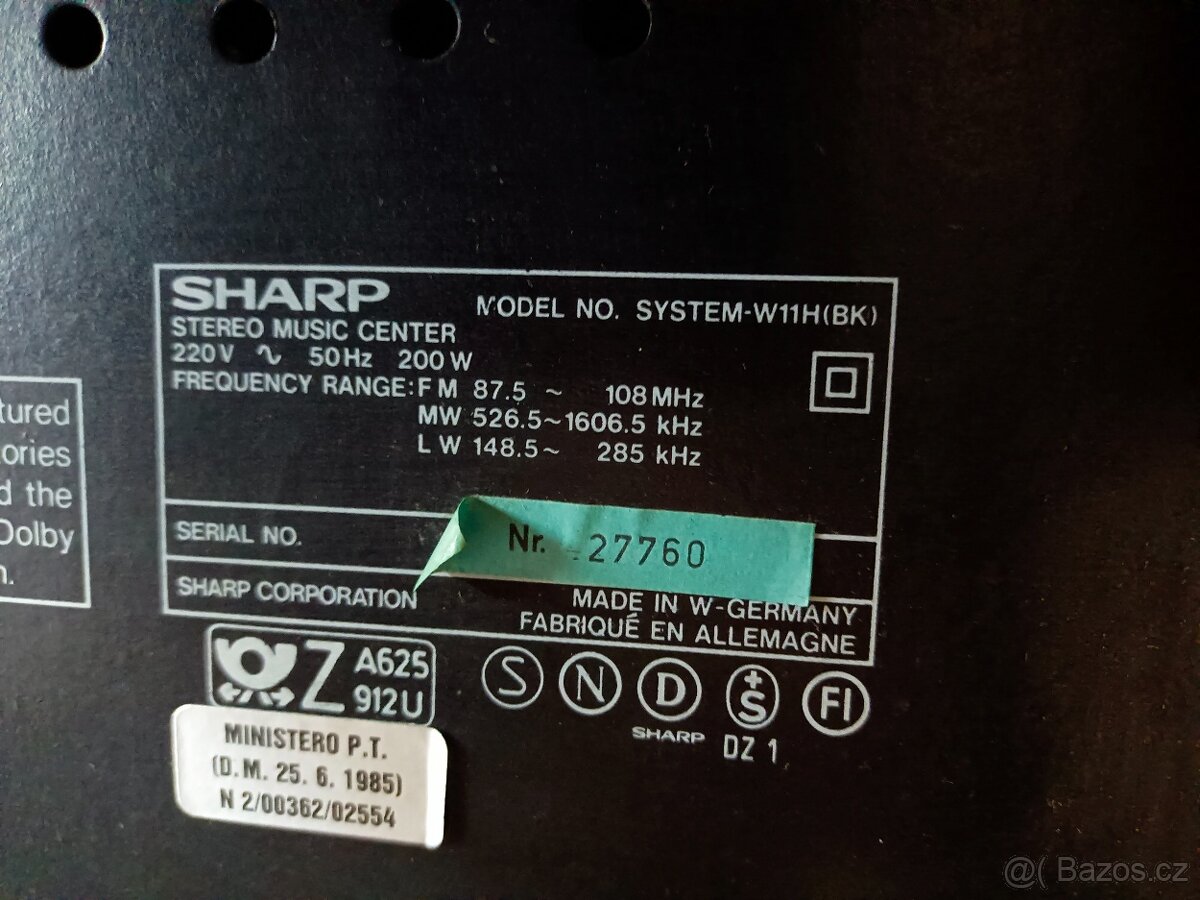 SHARP
MODEL NO. SYSTEM-W11H(BK)
STEREO MUSIC CENTER
220V ∿ 50Hz 200W
FREQUENCY RANGE: FM 87.5 ~ 108 MHz
MW 526.5~1606.5 kHz
LW 148.5~ 285 kHz
tured
ories
d the
Dolby
n.
SERIAL NO.
Nr. 27760
SHARP CORPORATION
MADE IN W-GERMANY
FABRIQUÉ EN ALLEMAGNE
Z A625
912U
S N D +S FI
SHARP
DZ 1
MINISTERO P.T.
(D.M. 25. 6. 1985)
N 2/00362/02554
@( Bazos.cz